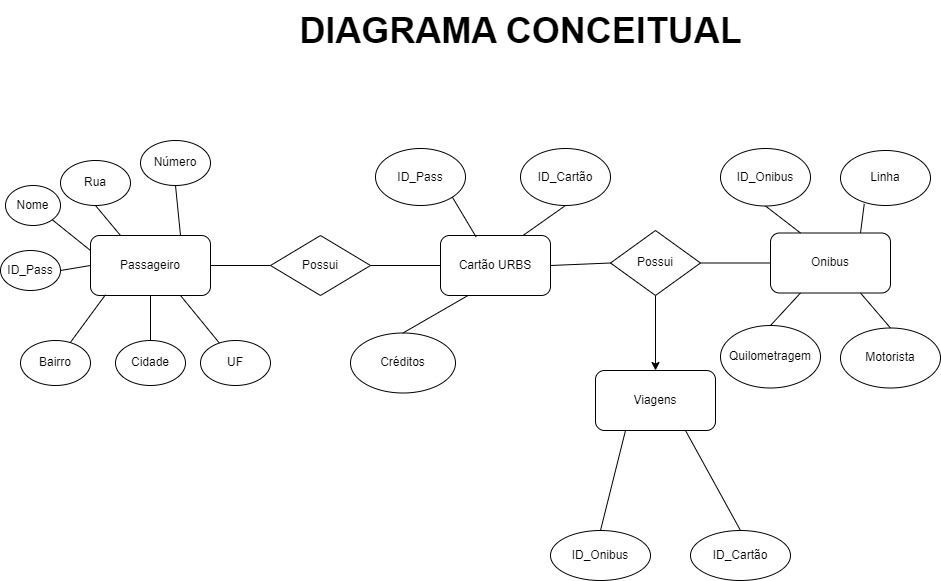 DIAGRAMA CONCEITUAL
Número
Rua
Nome
ID_Pass
Passageiro
Bairro
Cidade
UF
Possui
ID_Pass
ID_Cartão
Cartão URBS
Créditos
Possui
ID_Onibus
Linha
Onibus
Quilometragem
Motorista
Viagens
ID_Onibus
ID_Cartão